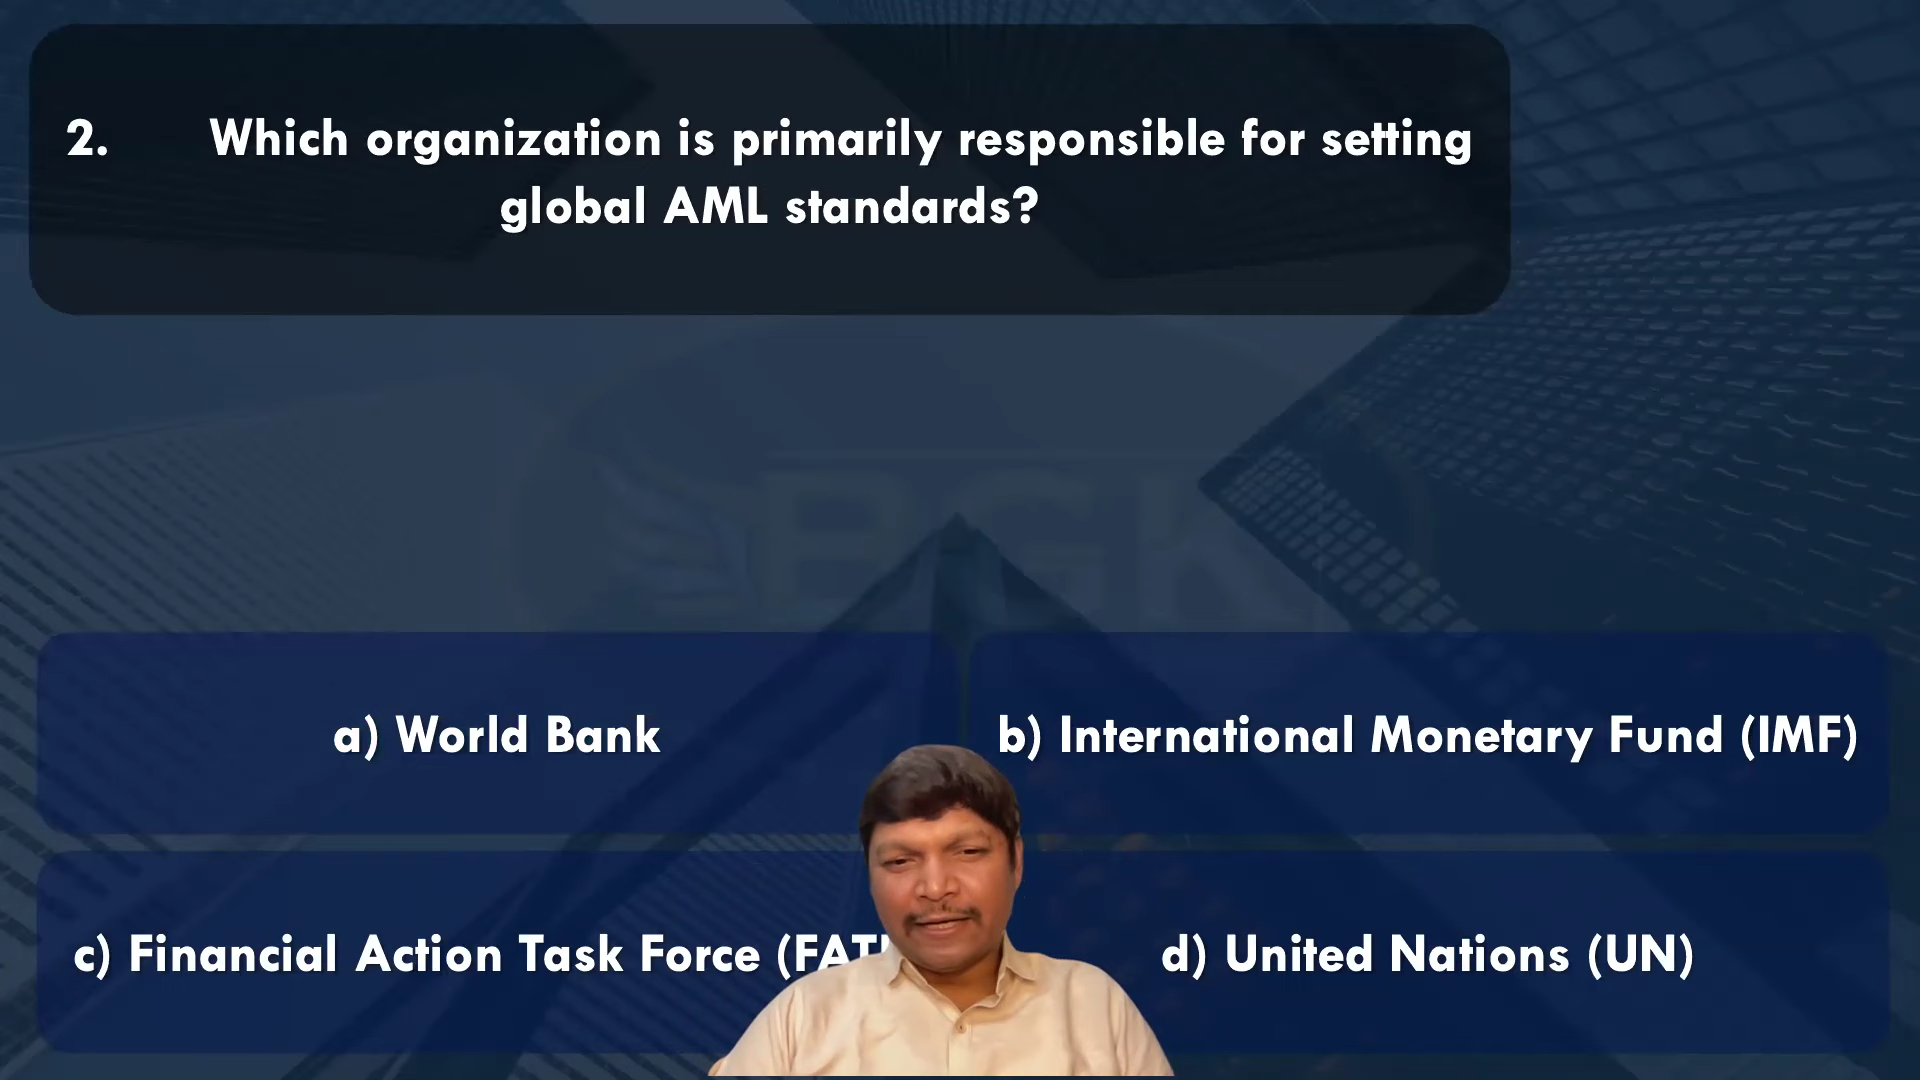 2. Which organization is primarily responsible for setting
global AML standards?
BGK
a) World Bank
b) International Monetary Fund (IMF)
c) Financial Action Task Force
d) United Nations (UN)